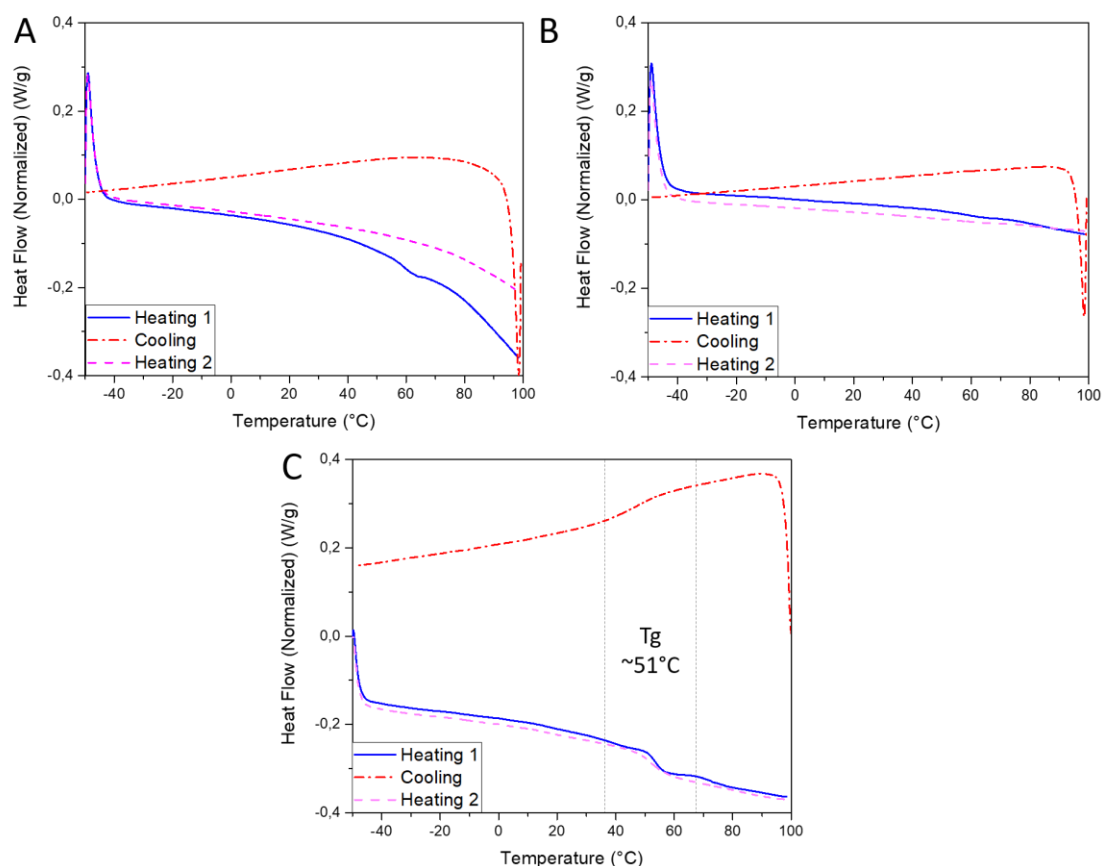 A
Heat Flow (Normalized) (W/g)
0,4
0,2
0,0
-0,2
-0,4
Heating 1
Cooling
Heating 2
-40 -20 0 20 40 60 80 100
Temperature (°C)
B
Heat Flow (Normalized) (W/g)
0,4
0,2
0,0
-0,2
-0,4
Heating 1
Cooling
Heating 2
-40 -20 0 20 40 60 80 100
Temperature (°C)
C
Heat Flow (Normalized) (W/g)
0,4
0,2
0,0
-0,2
-0,4
Tg
~51°C
Heating 1
Cooling
Heating 2
-40 -20 0 20 40 60 80 100
Temperature (°C)